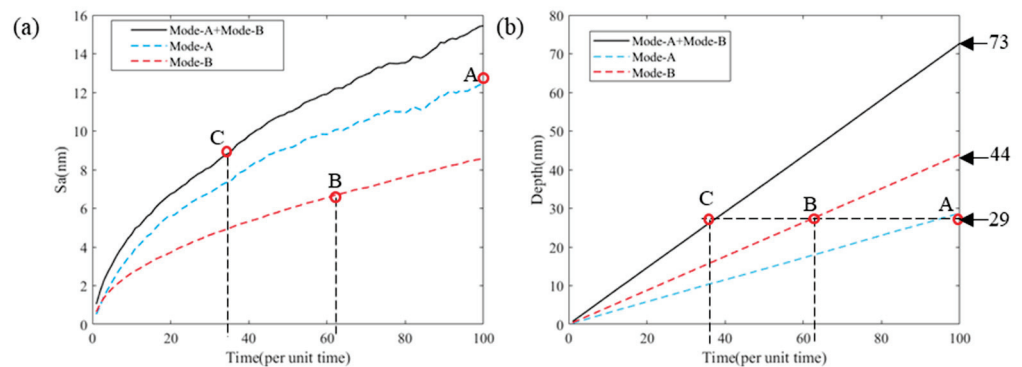 (a)
16
14
12
10
8
6
4
2
0
Sa(nm)
Mode-A+Mode-B
Mode-A
Mode-B
A
C
B
0 20 40 60 80 100
Time(per unit time)
(b)
80
70
60
50
40
30
20
10
0
Depth(nm)
Mode-A+Mode-B
Mode-A
Mode-B
73
44
29
C
B
A
0 20 40 60 80 100
Time(per unit time)